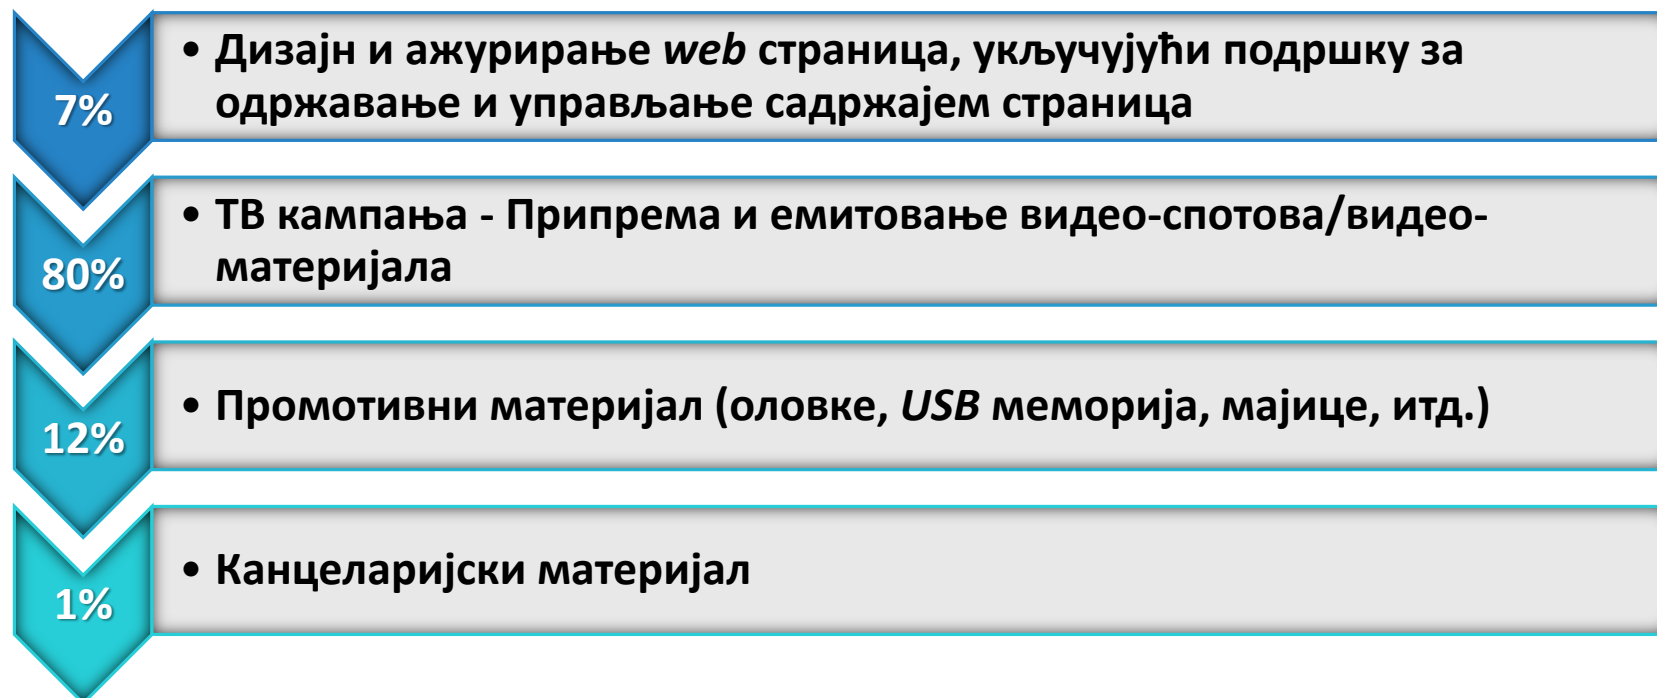 7%
• Дизајн и ажурирање web страница, укључујући подршку за
одржавање и управљање садржајем страница
80%
• ТВ кампања - Припрема и емитовање видео-спотова/видео-
материјала
12%
• Промотивни материјал (оловке, USB меморија, мајице, итд.)
1%
• Канцеларијски материјал